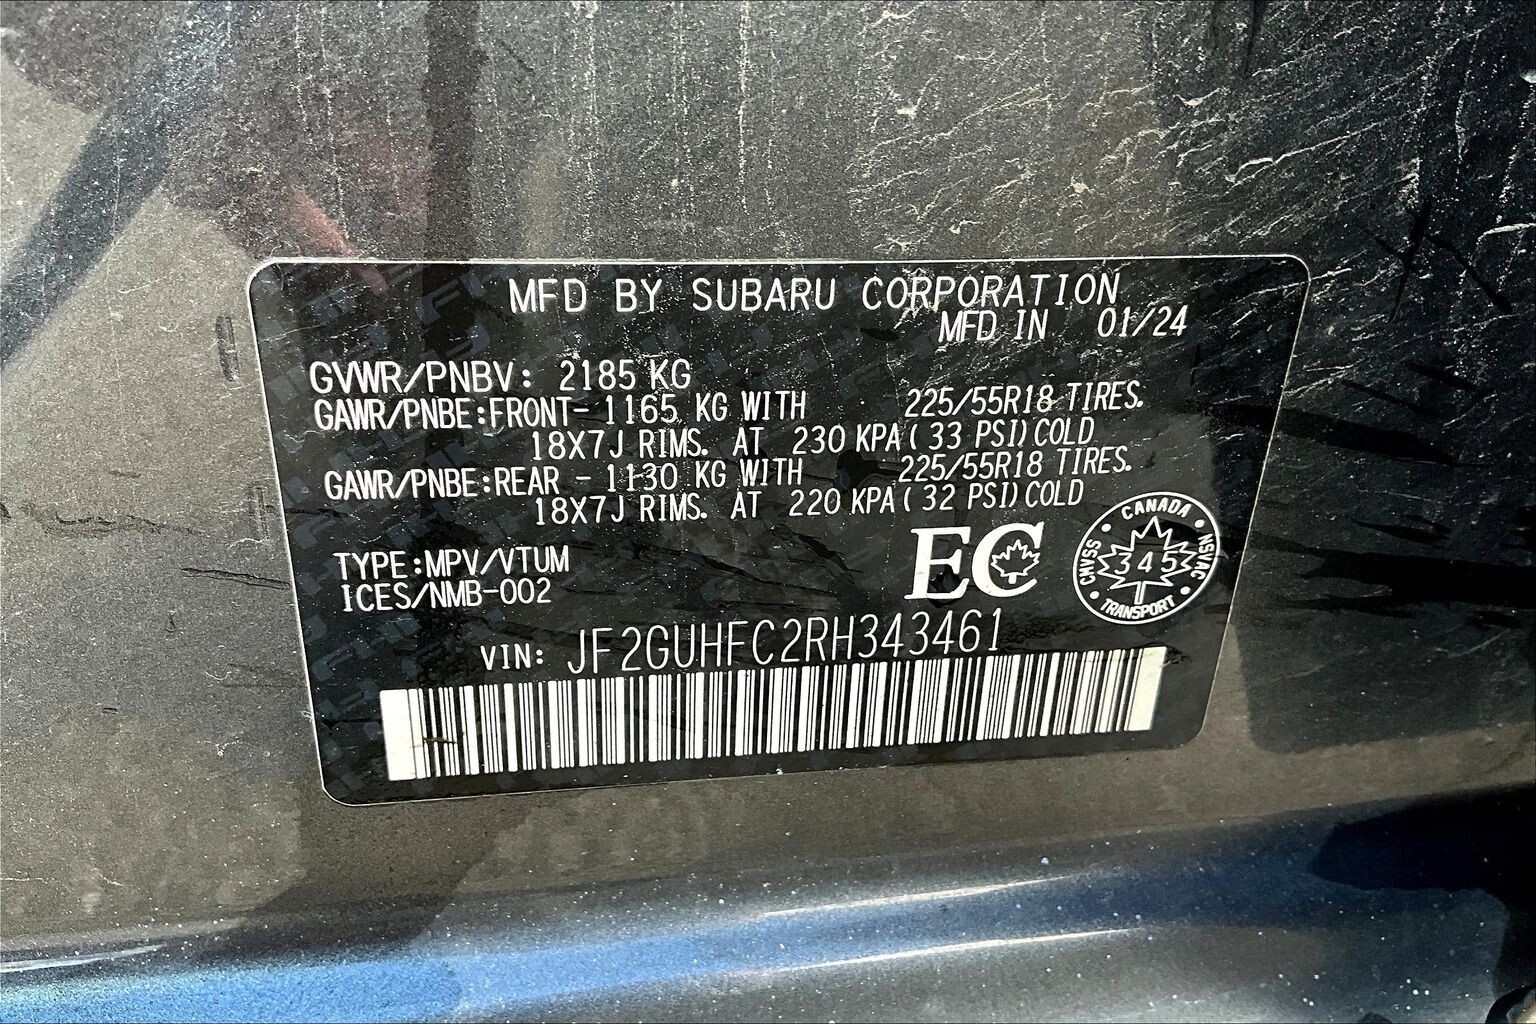 MFD BY SUBARU CORPORATION
MFD IN 01/24
GVWR/PNBV: 2185 KG
GAWR/PNBE:FRONT- 1165 KG WITH 225/55R18 TIRES.
18X7J RIMS. AT 230 KPA( 33 PSI)COLD
GAWR/PNBE:REAR - 1130 KG WITH 225/55R18 TIRES.
18X7J RIMS. AT 220 KPA( 32 PSI)COLD
TYPE:MPV/VTUM
ICES/NMB-002
EC
CANADA
CMVSS 345 NSVAC
TRANSPORT
VIN: JF2GUHFC2RH343461